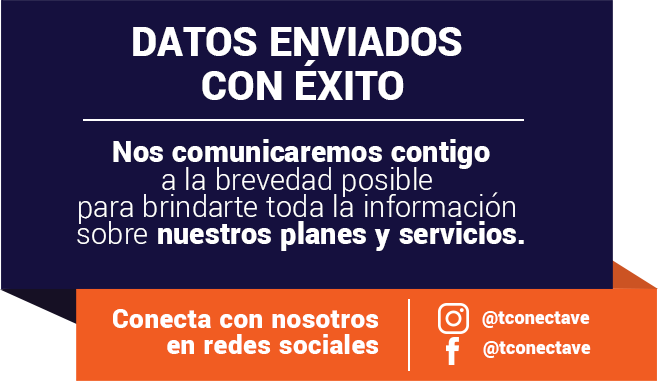 DATOS ENVIADOS
CON ÉXITO
Nos comunicaremos contigo
a la brevedad posible
para brindarte toda la información
sobre nuestros planes y servicios.
Conecta con nosotros
en redes sociales
@tconectave
@tconectave